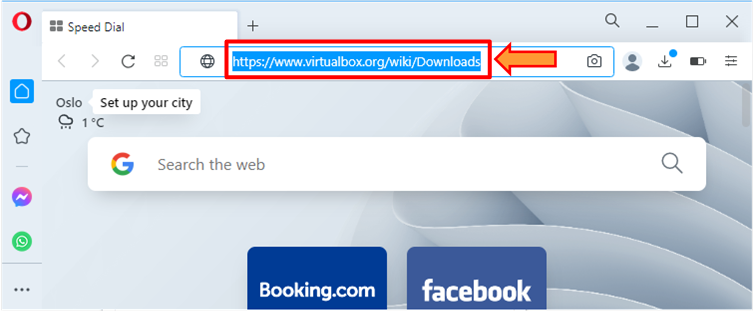 Speed Dial
https://www.virtualbox.org/wiki/Downloads
Oslo
Set up your city
1 °C
Search the web
Booking.com
facebook